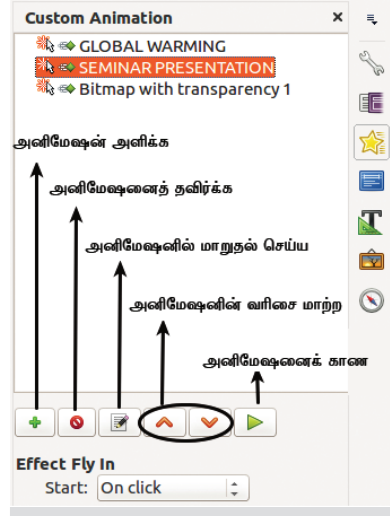 Custom Animation
GLOBAL WARMING
SEMINAR PRESENTATION
Bitmap with transparency 1
அனிமேஷன் அளிக்க
அனிமேஷனைத் தவிர்க்க
அனிமேஷனில் மாறுதல் செய்ய
அனிமேஷனின் வரிசை மாற்ற
அனிமேஷனைக் காண
Effect Fly In
Start: On click